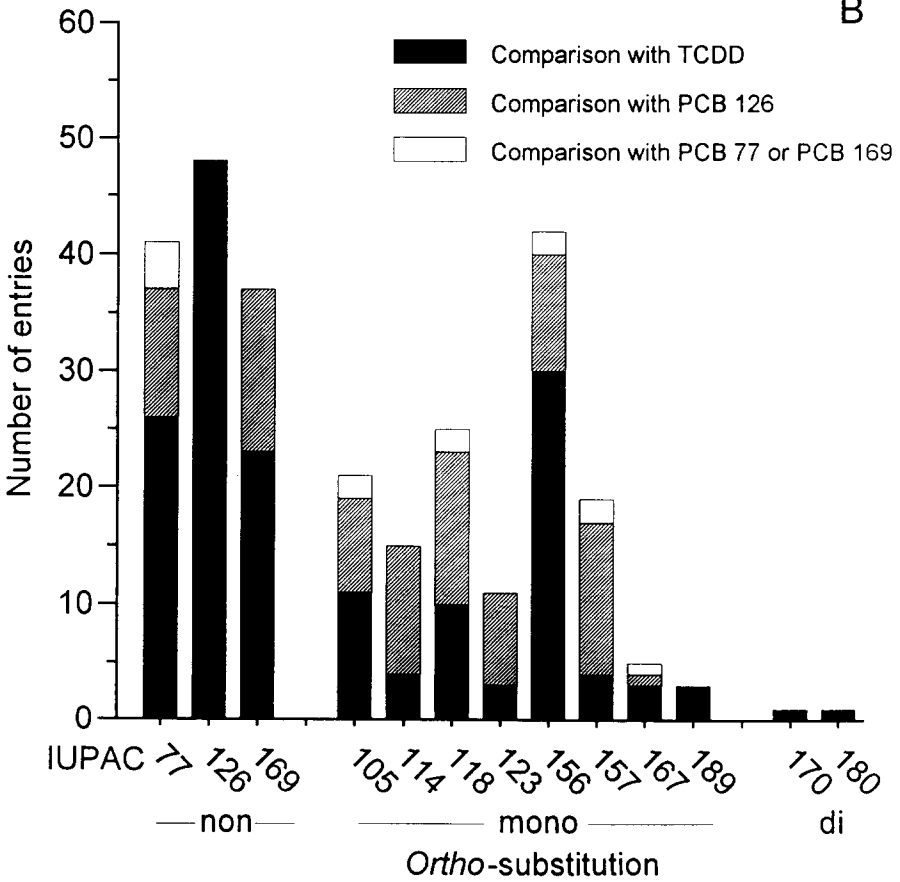 B
60
50
40
30
20
10
0
Number of entries
Comparison with TCDD
Comparison with PCB 126
Comparison with PCB 77 or PCB 169
IUPAC 77 126 169 105 114 118 123 156 157 167 189 170 180
non mono di
Ortho-substitution